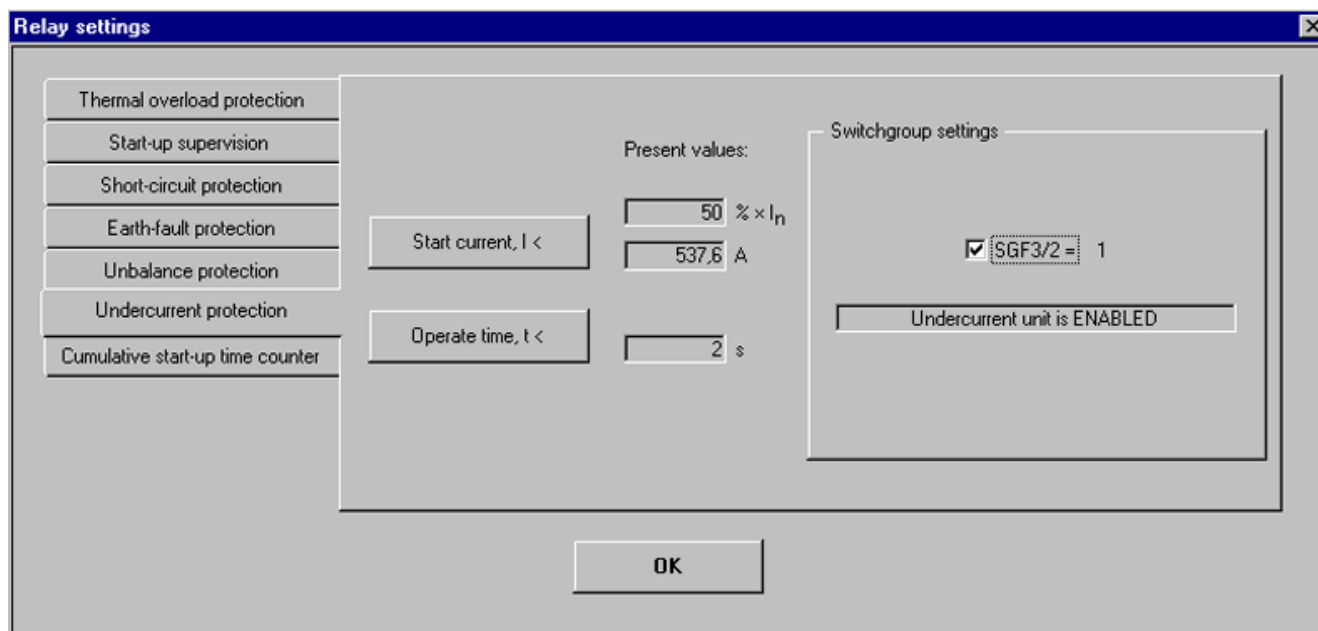 Relay settings
Thermal overload protection
Start-up supervision
Short-circuit protection
Earth-fault protection
Unbalance protection
Undercurrent protection
Cumulative start-up time counter
Present values:
Start current, I <
50 % × In
537,6 A
Operate time, t <
2 s
Switchgroup settings
SGF3/2 = 1
Undercurrent unit is ENABLED
OK